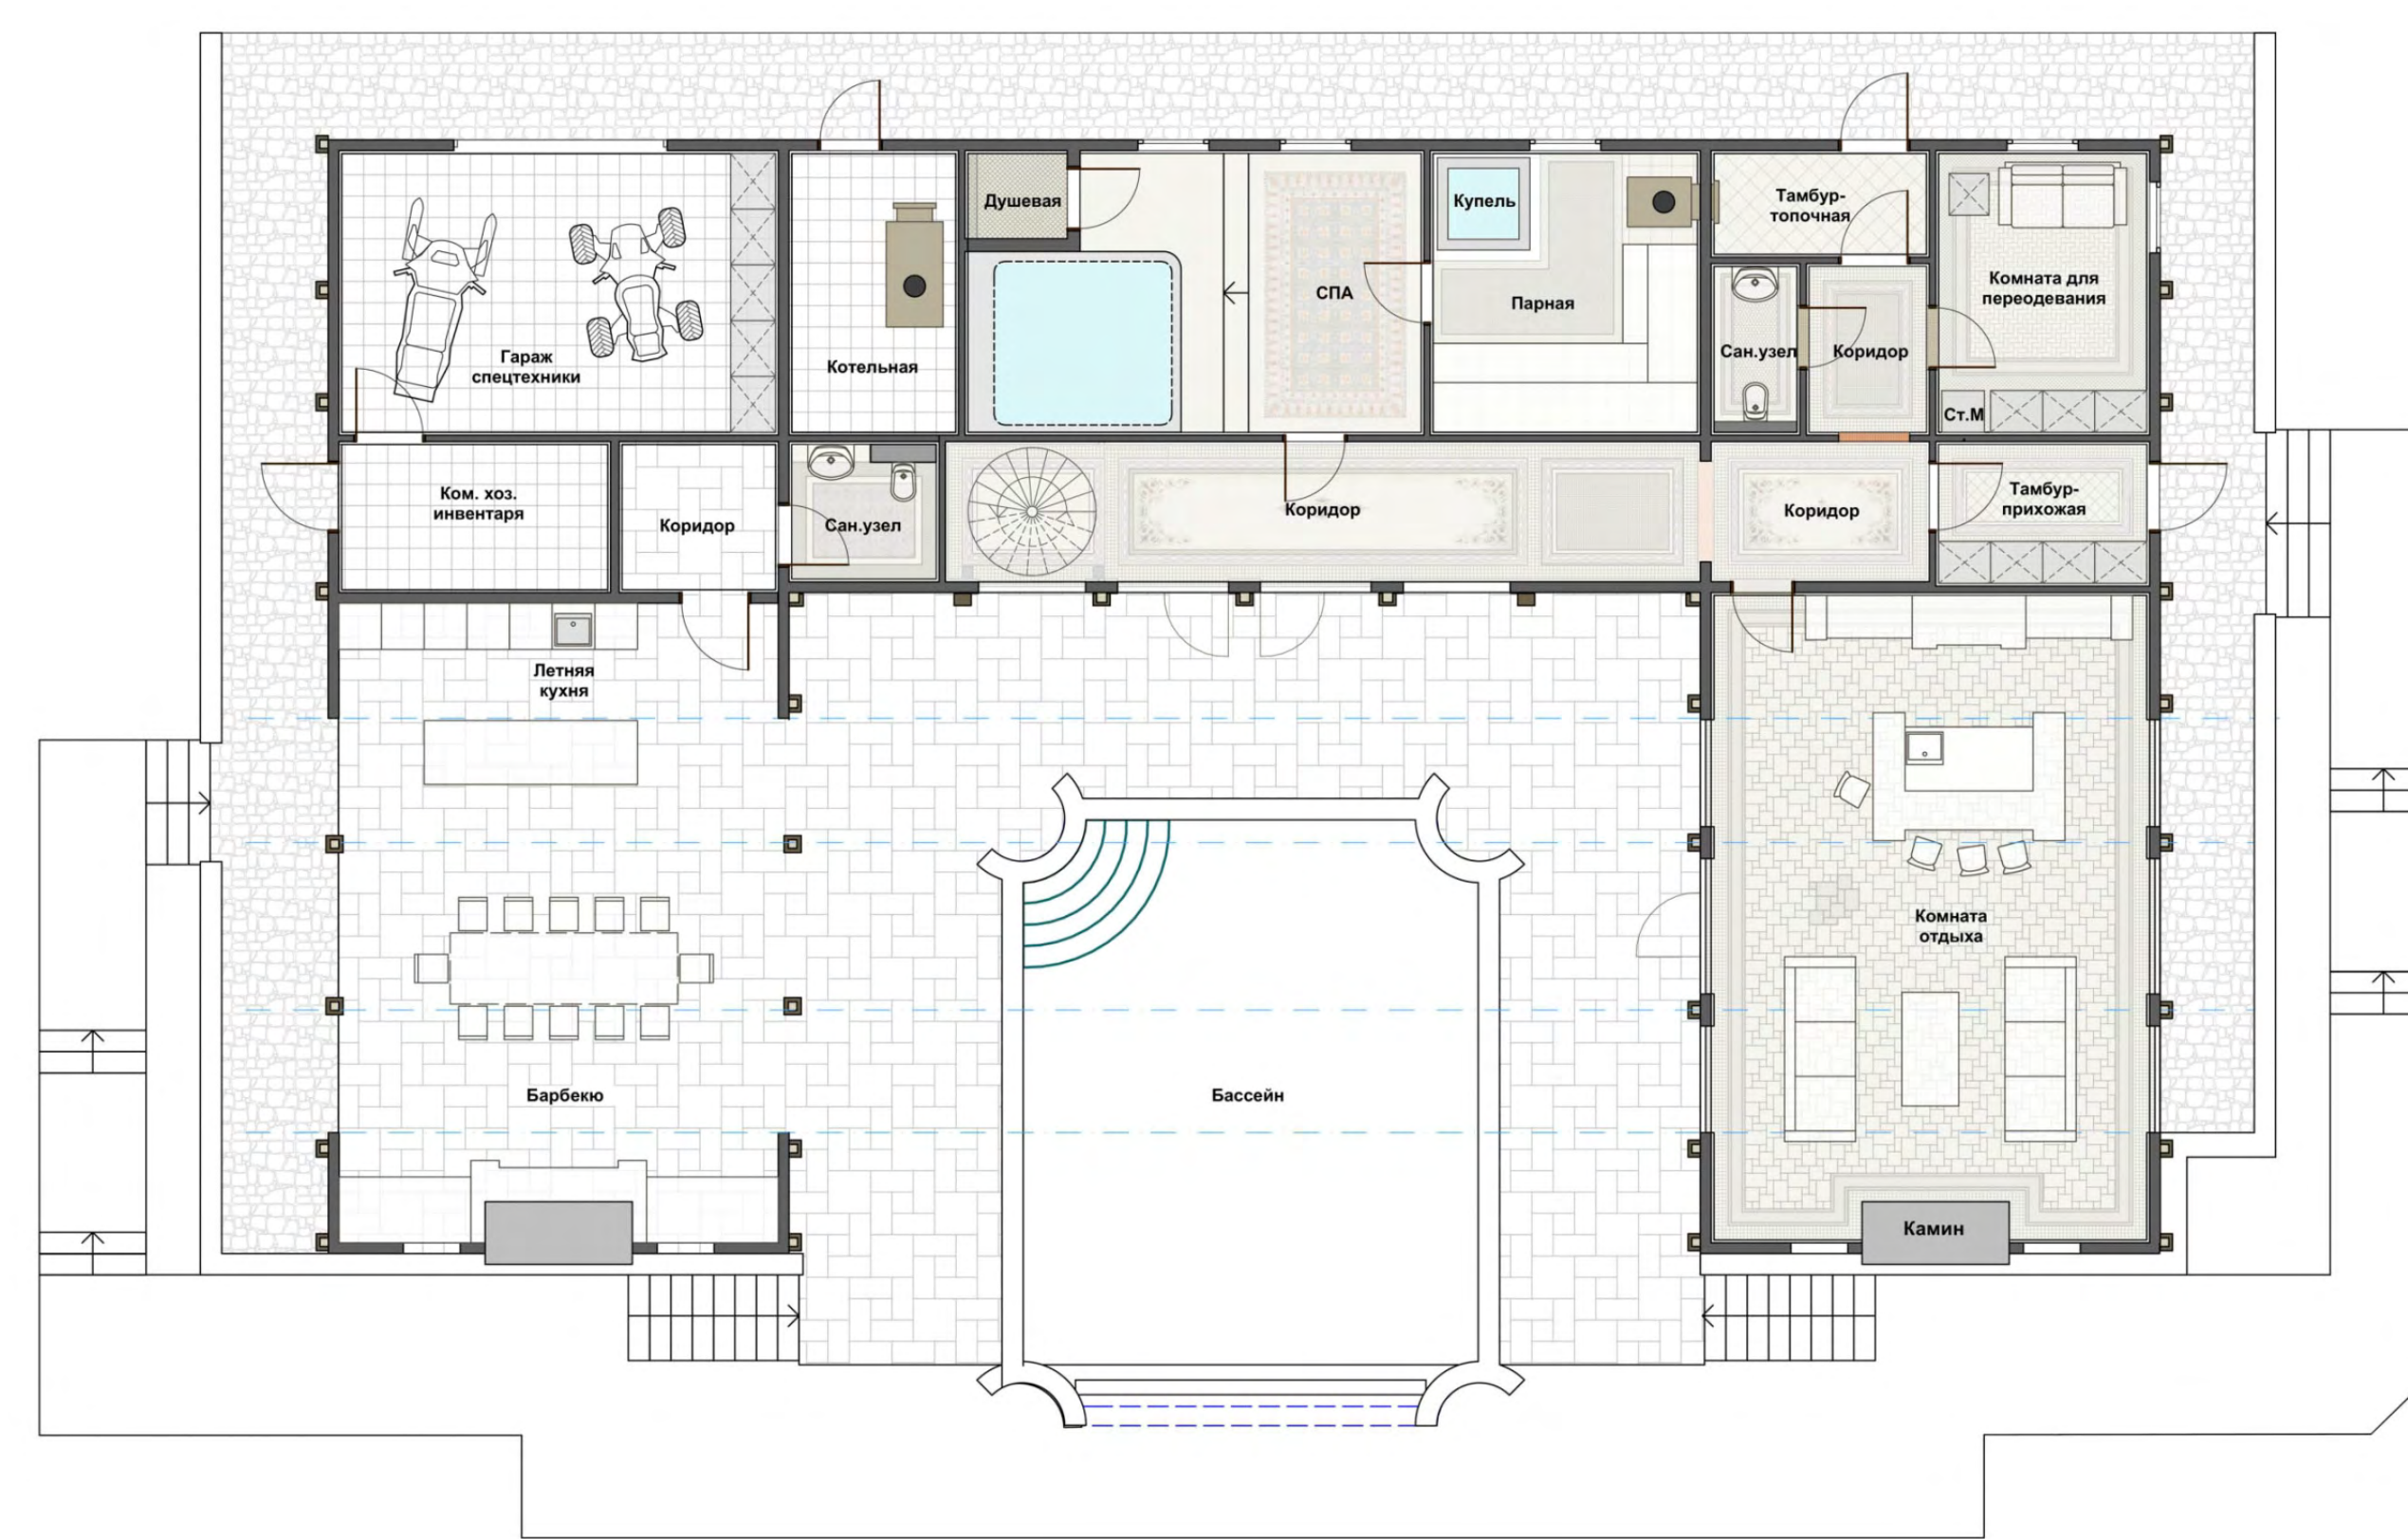 Душевая
Купель
Тамбур-
топочная
Комната для
переодевания
СПА
Парная
Гараж
спецтехники
Котельная
Сан.узел
Коридор
Ст.М
Ком. хоз.
инвентаря
Коридор
Сан.узел
Коридор
Коридор
Тамбур-
прихожая
Летняя
кухня
Комната
отдыха
Барбекю
Бассейн
Камин